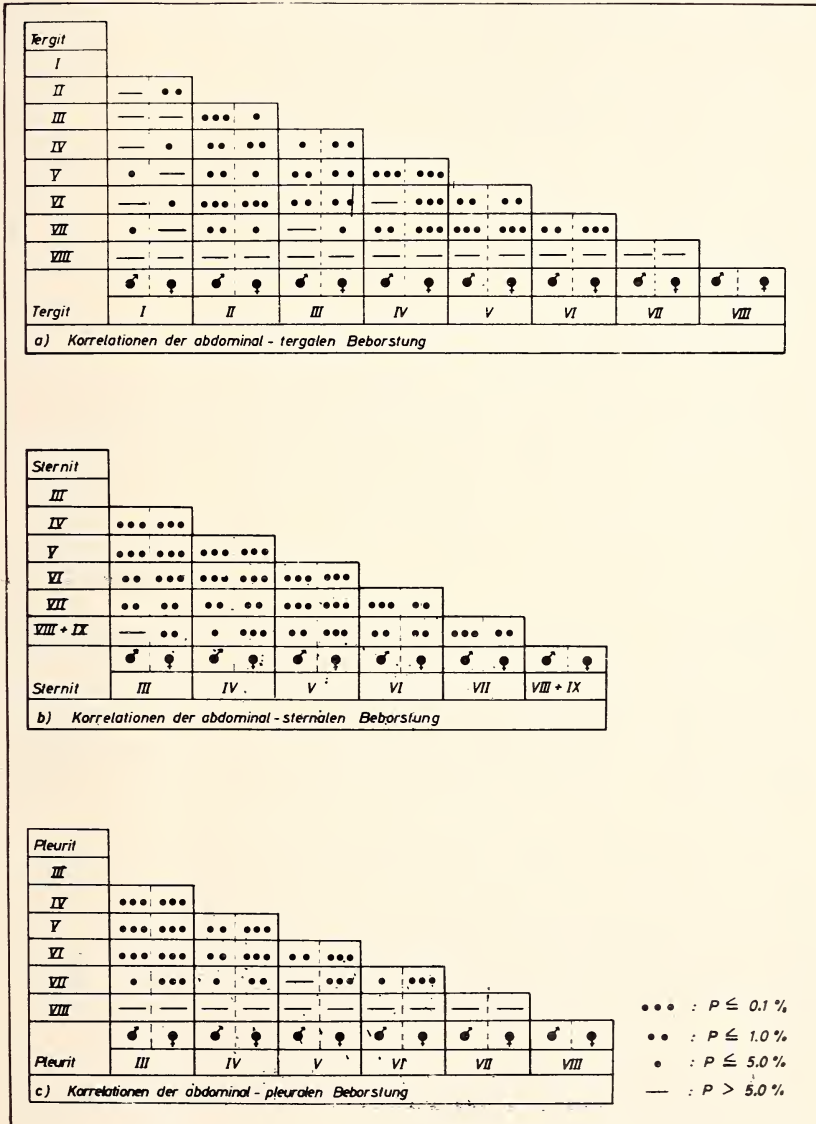 Tergit
I
II — ••
III — — ••• •
IV — • •• •• • ••
V • — •• • •• •• ••• •••
VI — • ••• ••• •• •• — ••• •• ••
VII • — •• • — • •• ••• ••• ••• •• •••
VIII — — — — — — — — — — — — — —
♂ ♀ ♂ ♀ ♂ ♀ ♂ ♀ ♂ ♀ ♂ ♀ ♂ ♀ ♂ ♀
Tergit I II III IV V VI VII VIII
a) Korrelationen der abdominal - tergalen Beborstung
Sternit
III
IV ••• •••
V ••• ••• ••• •••
VI •• ••• ••• ••• ••• •••
VII •• •• •• •• ••• ••• ••• ••
VIII + IX — •• • ••• •• ••• •• •• ••• ••
♂ ♀ ♂ ♀ ♂ ♀ ♂ ♀ ♂ ♀ ♂ ♀
Sternit III IV V VI VII VIII + IX
b) Korrelationen der abdominal - sternalen Beborstung
Pleurit
III
IV ••• •••
V ••• ••• •• •••
VI ••• ••• •• ••• •• •••
VII • ••• • •• — ••• • •••
VIII — — — — — — — — — —
♂ ♀ ♂ ♀ ♂ ♀ ♂ ♀ ♂ ♀ ♂ ♀
Pleurit III IV V VI VII VIII
c) Korrelationen der abdominal - pleuralen Beborstung
••• : P ≤ 0.1 %
•• : P ≤ 1.0 %
• : P ≤ 5.0 %
— : P > 5.0 %